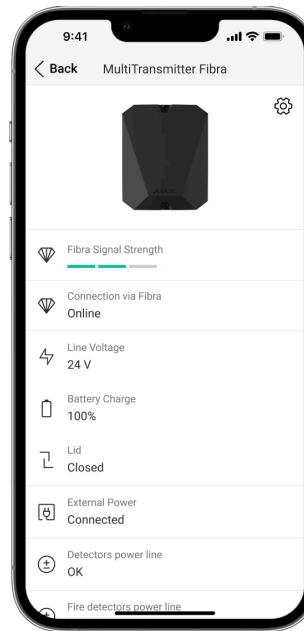 9:41
Back MultiTransmitter Fibra
AJAX
Fibra Signal Strength
Connection via Fibra
Online
Line Voltage
24 V
Battery Charge
100%
Lid
Closed
External Power
Connected
Detectors power line
OK
Fire detectors power line